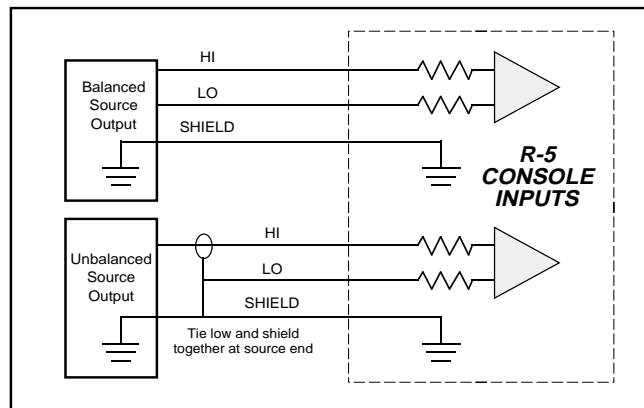 HI
Balanced
Source
Output
LO
SHIELD
R-5
CONSOLE
INPUTS
HI
Unbalanced
Source
Output
LO
SHIELD
Tie low and shield
together at source end